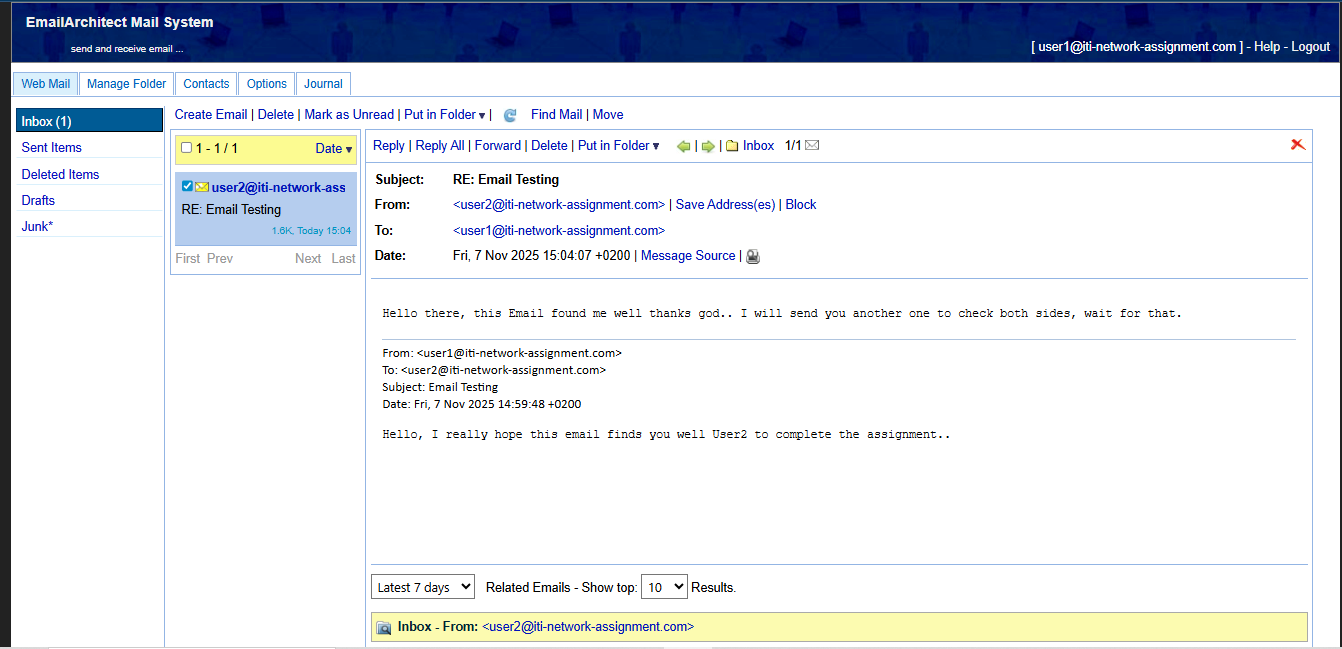 EmailArchitect Mail System
send and receive email ...
[ user1@iti-network-assignment.com ] - Help - Logout
Web Mail
Manage Folder
Contacts
Options
Journal
Inbox (1)
Sent Items
Deleted Items
Drafts
Junk*
Create Email | Delete | Mark as Unread | Put in Folder ▾ | Find Mail | Move
1 - 1 / 1 Date ▾
user2@iti-network-ass
RE: Email Testing
1.6K, Today 15:04
First Prev Next Last
Reply | Reply All | Forward | Delete | Put in Folder ▾ | | Inbox 1/1
Subject: RE: Email Testing
From: <user2@iti-network-assignment.com> | Save Address(es) | Block
To: <user1@iti-network-assignment.com>
Date: Fri, 7 Nov 2025 15:04:07 +0200 | Message Source |
Hello there, this Email found me well thanks god.. I will send you another one to check both sides, wait for that.
From: <user1@iti-network-assignment.com>
To: <user2@iti-network-assignment.com>
Subject: Email Testing
Date: Fri, 7 Nov 2025 14:59:48 +0200
Hello, I really hope this email finds you well User2 to complete the assignment..
Latest 7 days Related Emails - Show top: 10 Results.
Inbox - From: <user2@iti-network-assignment.com>